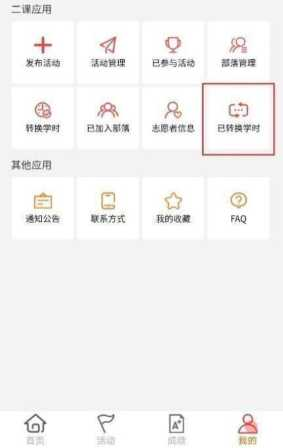 二课应用
发布活动 活动管理 已参与活动 部落管理
转换学时 已加入部落 志愿者信息 已转换学时
其他应用
通知公告 联系方式 我的收藏 FAQ
首页 活动 成绩 我的